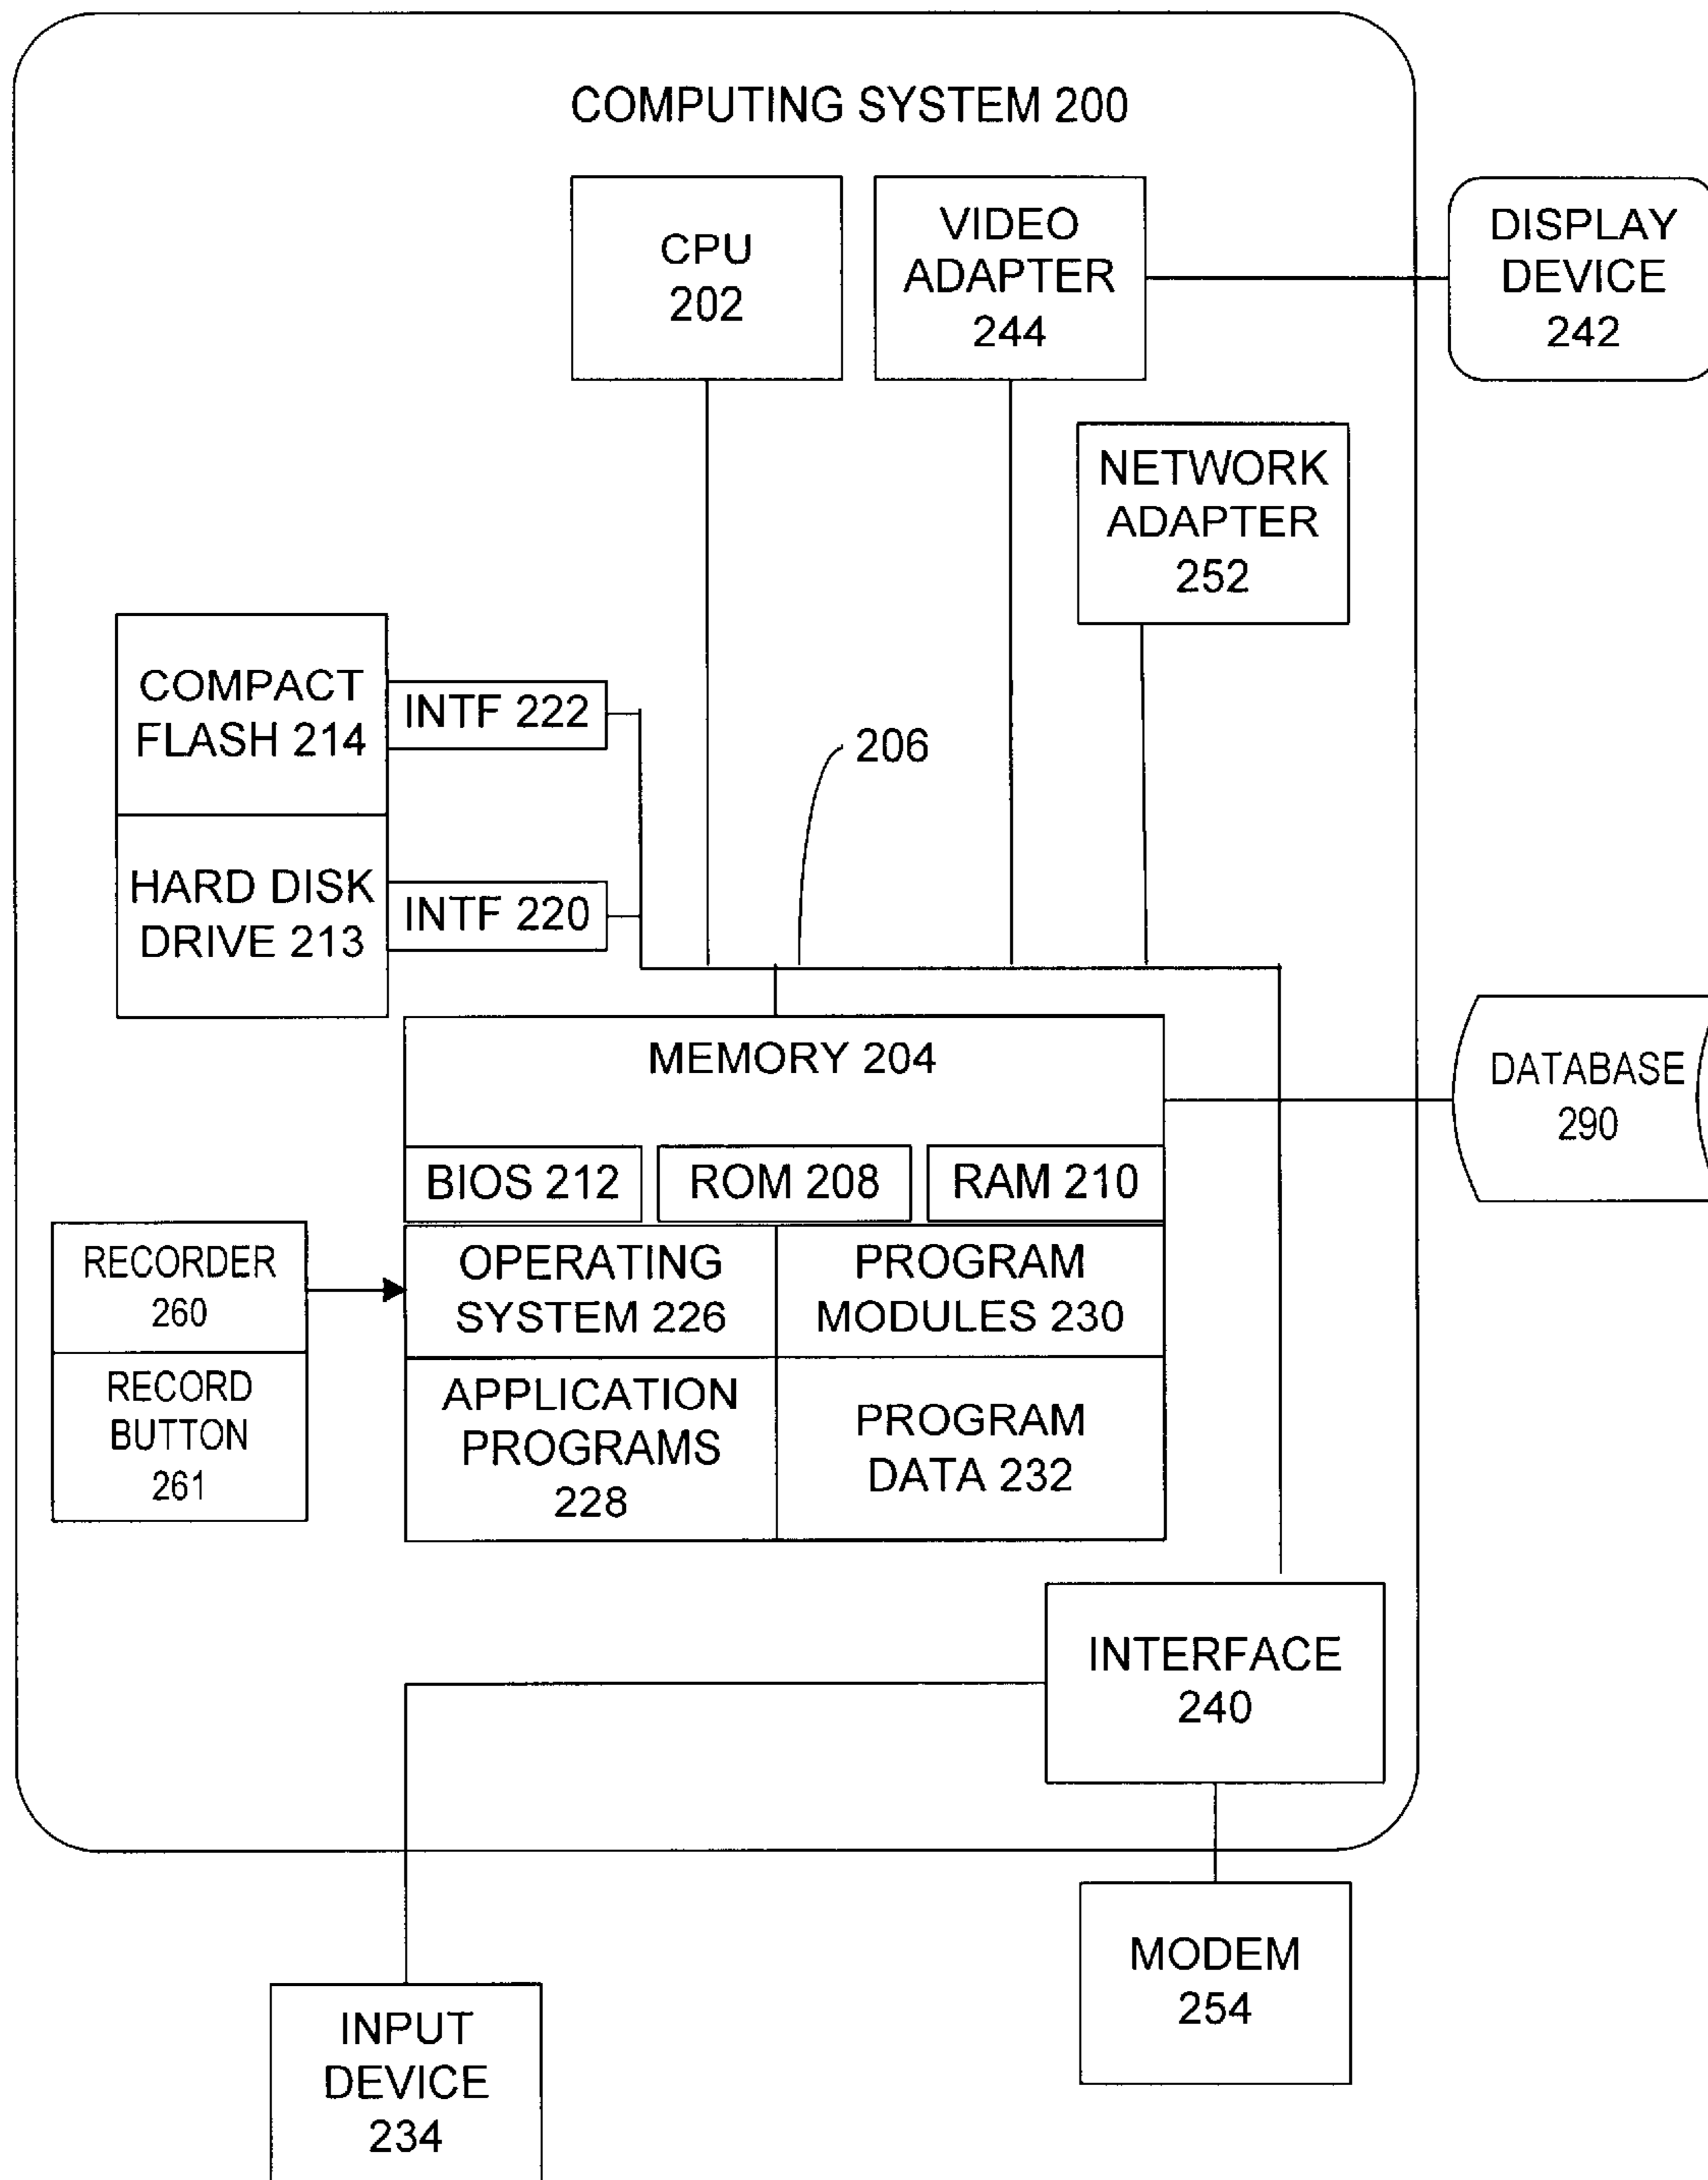 COMPUTING SYSTEM 200
CPU
202
VIDEO
ADAPTER
244
DISPLAY
DEVICE
242
NETWORK
ADAPTER
252
COMPACT
FLASH 214
INTF 222
206
HARD DISK
DRIVE 213
INTF 220
MEMORY 204
DATABASE
290
BIOS 212
ROM 208
RAM 210
RECORDER
260
OPERATING
SYSTEM 226
PROGRAM
MODULES 230
RECORD
BUTTON
261
APPLICATION
PROGRAMS
228
PROGRAM
DATA 232
INTERFACE
240
MODEM
254
INPUT
DEVICE
234